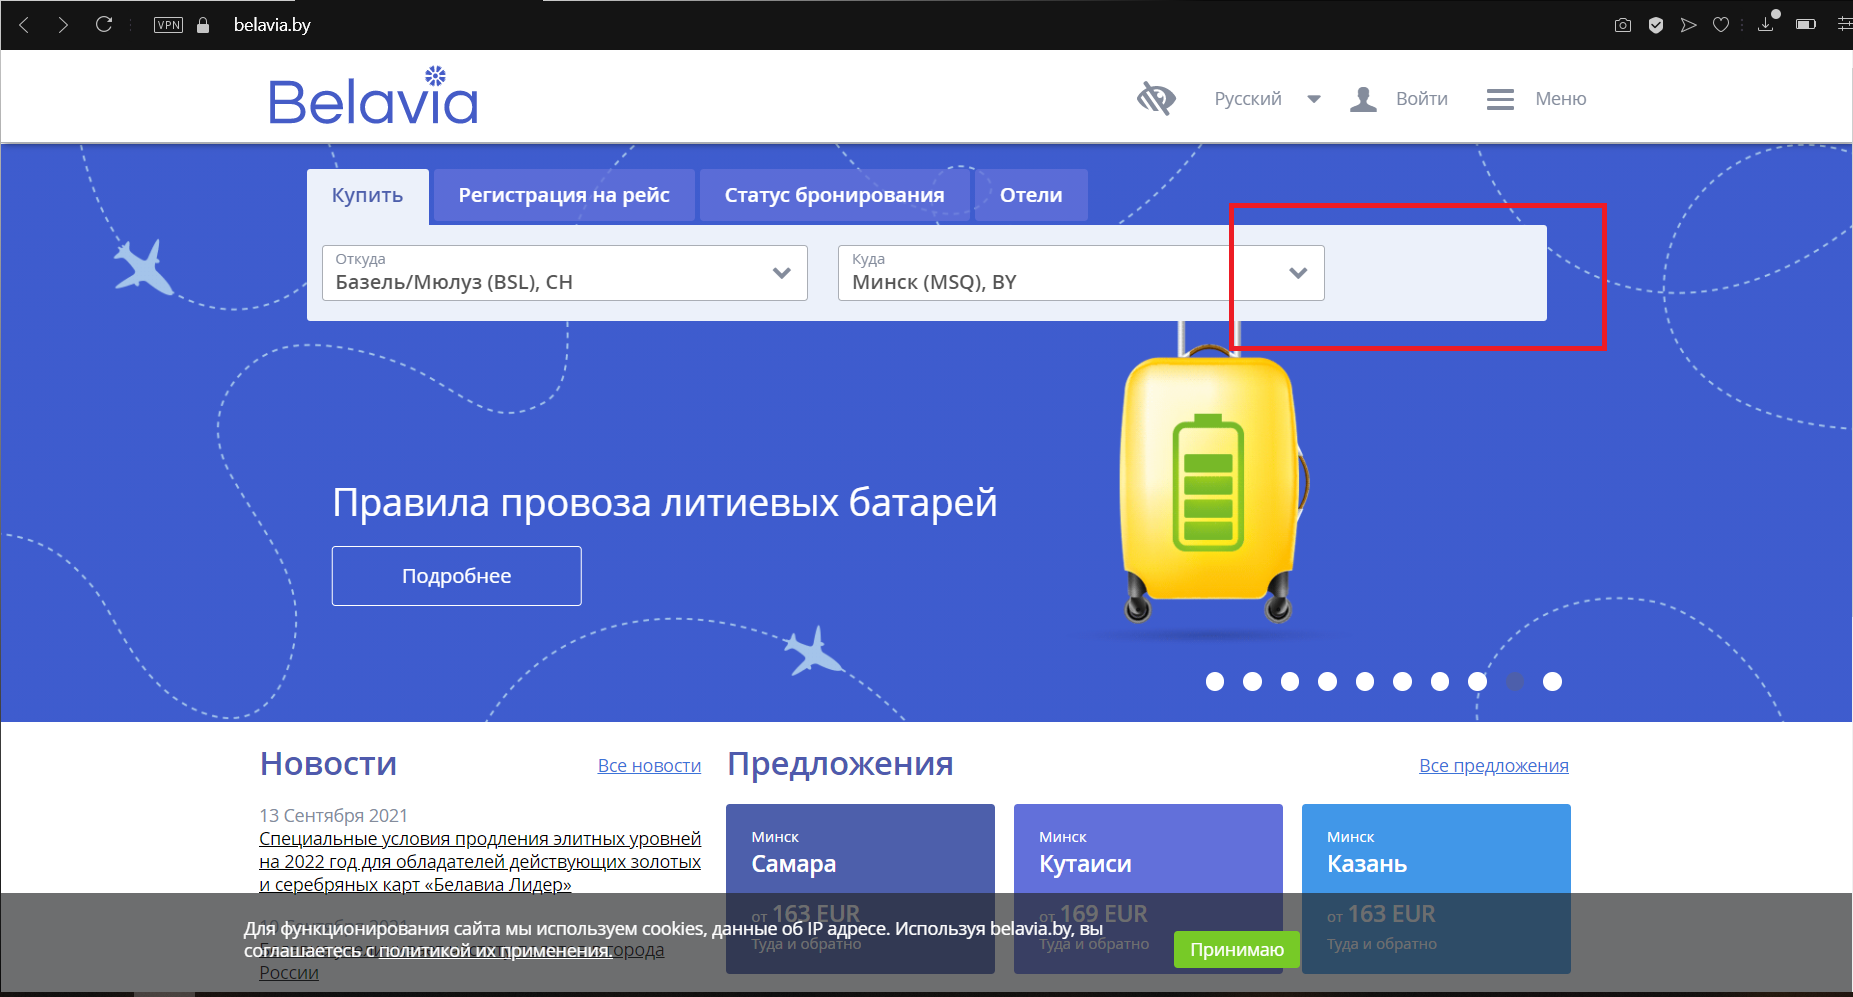 VPN
belavia.by
Belavia
Русский
Войти
Меню
Купить
Регистрация на рейс
Статус бронирования
Отели
Откуда
Базель/Мюлуз (BSL), CH
Куда
Минск (MSQ), BY
Правила провоза литиевых батарей
Подробнее
Новости
Все новости
13 Сентября 2021
Специальные условия продления элитных уровней
на 2022 год для обладателей действующих золотых
и серебряных карт «Белавиа Лидер»
города
России
Предложения
Все предложения
Минск
Самара
от 163 EUR
Туда и обратно
Минск
Кутаиси
от 169 EUR
Туда и обратно
Минск
Казань
от 163 EUR
Туда и обратно
Для функционирования сайта мы используем cookies, данные об IP адресе. Используя belavia.by, вы
соглашаетесь с политикой их применения.
Принимаю